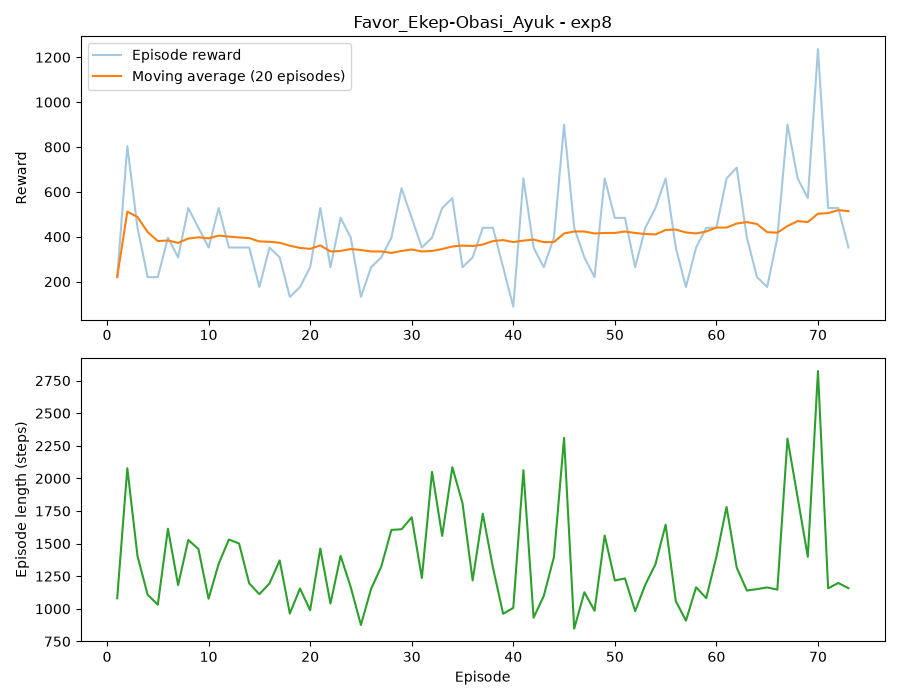 Favor_Ekep-Obasi_Ayuk - exp8
Episode reward
Moving average (20 episodes)
Reward
1200
1000
800
600
400
200
0 10 20 30 40 50 60 70
Episode length (steps)
2750
2500
2250
2000
1750
1500
1250
1000
750
0 10 20 30 40 50 60 70
Episode